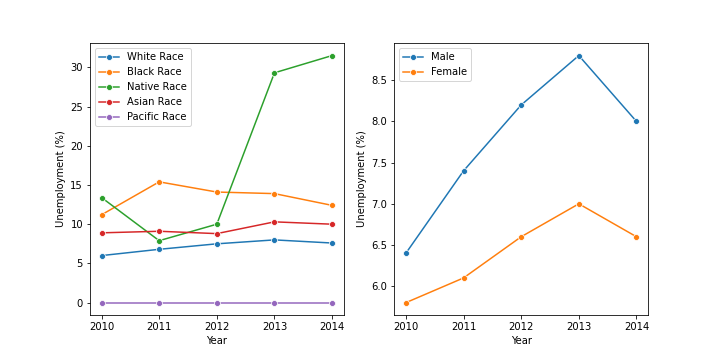 White Race
Black Race
Native Race
Asian Race
Pacific Race
Unemployment (%)
30
25
20
15
10
5
0
2010 2011 2012 2013 2014
Year
Male
Female
Unemployment (%)
8.5
8.0
7.5
7.0
6.5
6.0
2010 2011 2012 2013 2014
Year